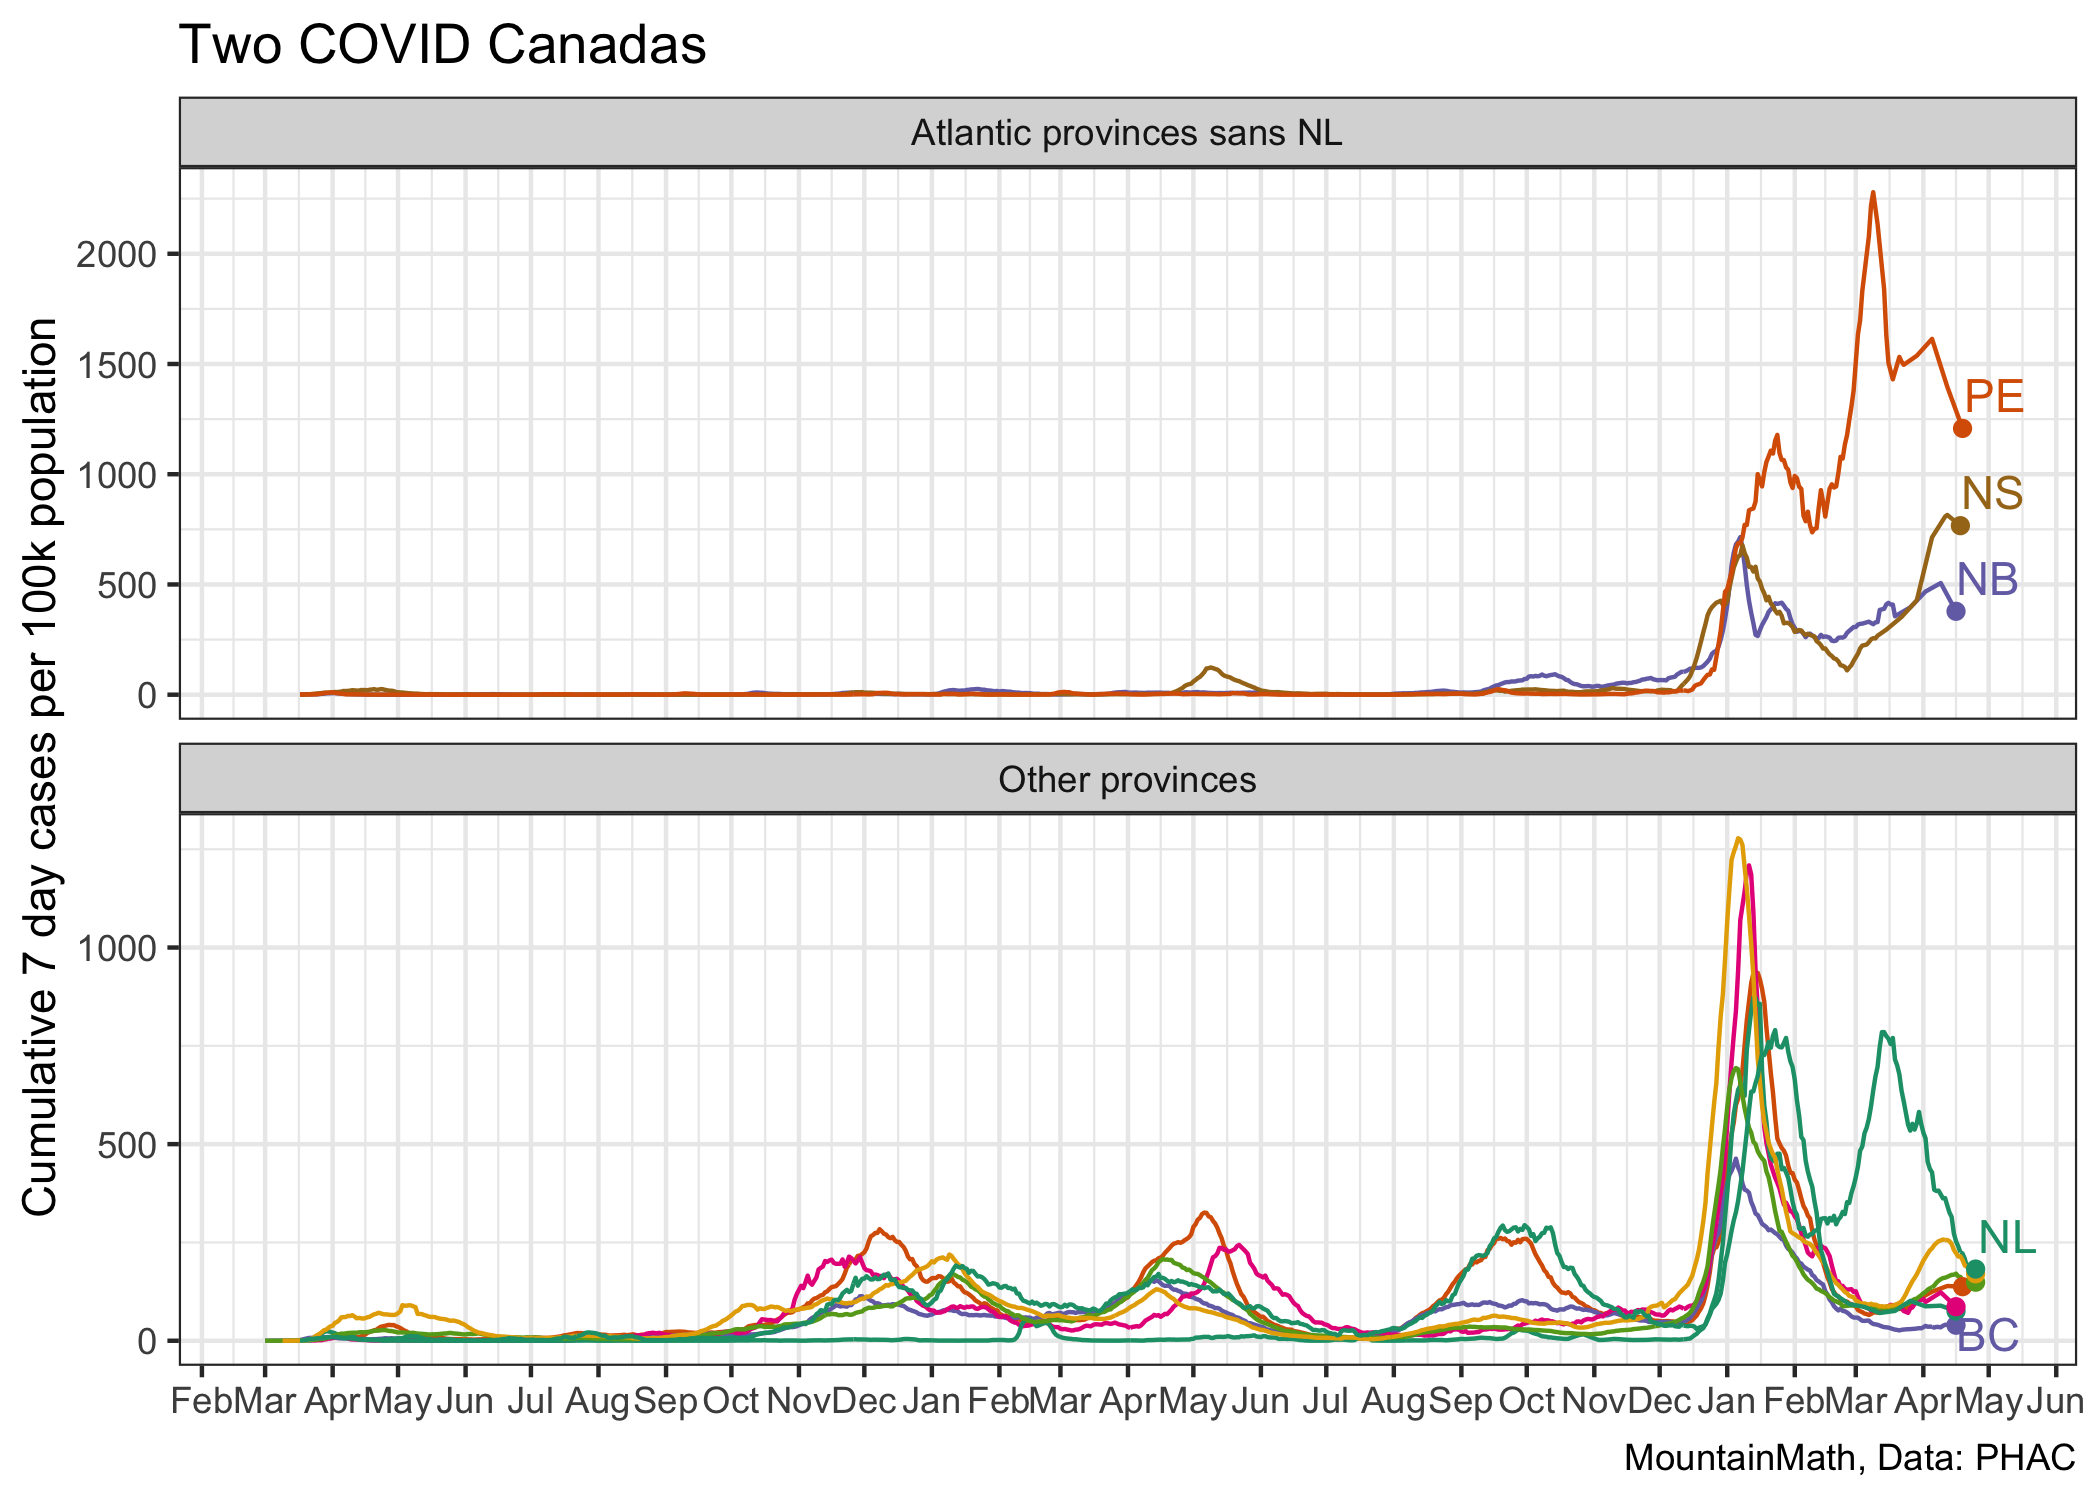 Two COVID Canadas
Atlantic provinces sans NL
Cumulative 7 day cases per 100k population
2000
1500
1000
500
0
PE
NS
NB
Other provinces
1000
500
0
NL
BC
Feb Mar Apr May Jun Jul Aug Sep Oct Nov Dec Jan Feb Mar Apr May Jun Jul Aug Sep Oct Nov Dec Jan Feb Mar Apr May Jun
MountainMath, Data: PHAC